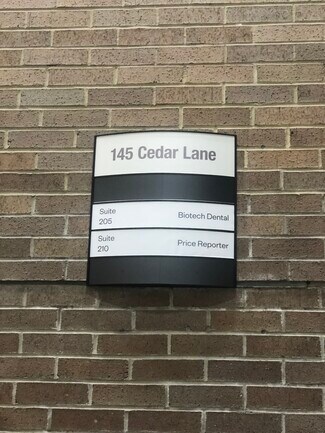 145 Cedar Lane
Suite 205 Biotech Dental
Suite 210 Price Reporter